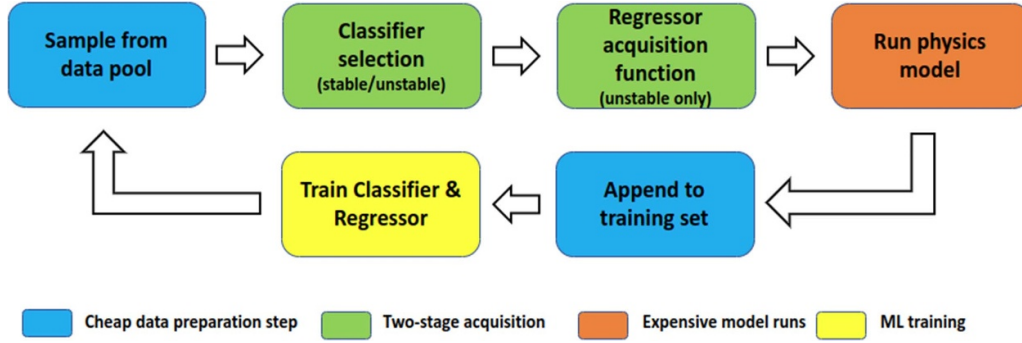 Sample from
data pool
Classifier
selection
(stable/unstable)
Regressor
acquisition
function
(unstable only)
Run physics
model
Train Classifier &
Regressor
Append to
training set
Cheap data preparation step
Two-stage acquisition
Expensive model runs
ML training